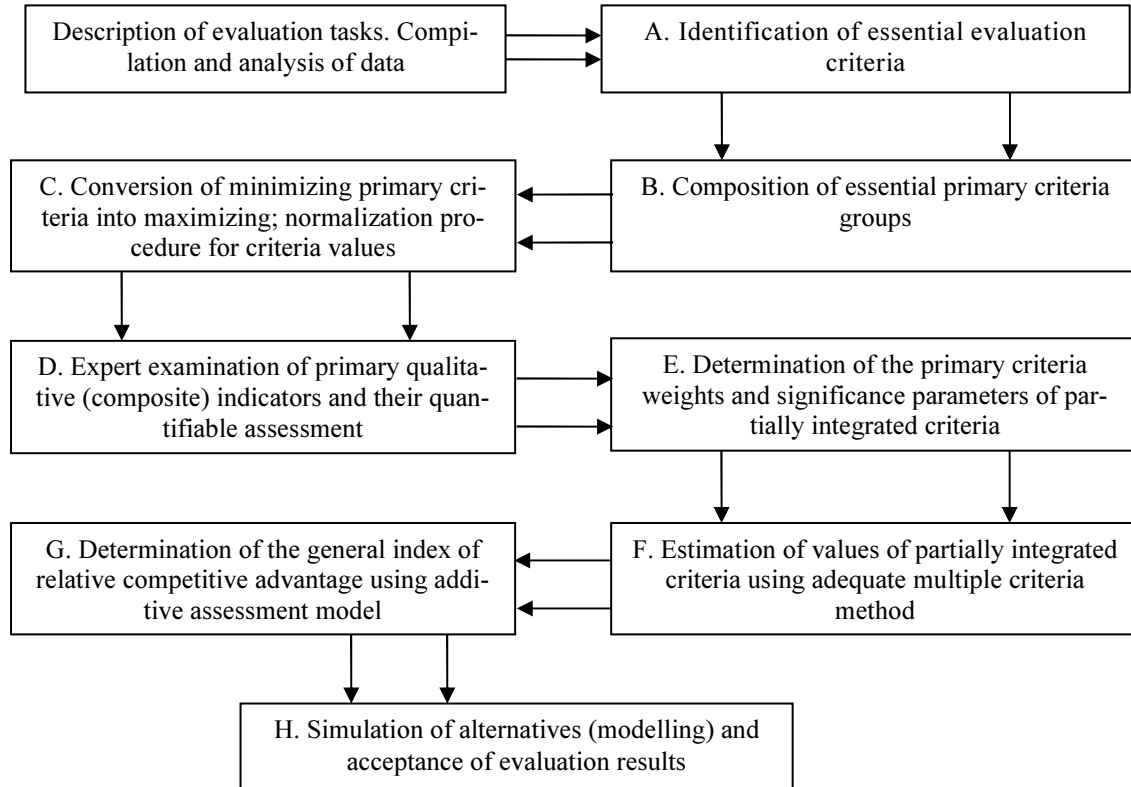 Description of evaluation tasks. Compi-
lation and analysis of data
A. Identification of essential evaluation
criteria
B. Composition of essential primary criteria
groups
C. Conversion of minimizing primary cri-
teria into maximizing; normalization pro-
cedure for criteria values
D. Expert examination of primary qualita-
tive (composite) indicators and their quan-
tifiable assessment
E. Determination of the primary criteria
weights and significance parameters of par-
tially integrated criteria
F. Estimation of values of partially integrated
criteria using adequate multiple criteria
method
G. Determination of the general index of
relative competitive advantage using addi-
tive assessment model
H. Simulation of alternatives (modelling) and
acceptance of evaluation results